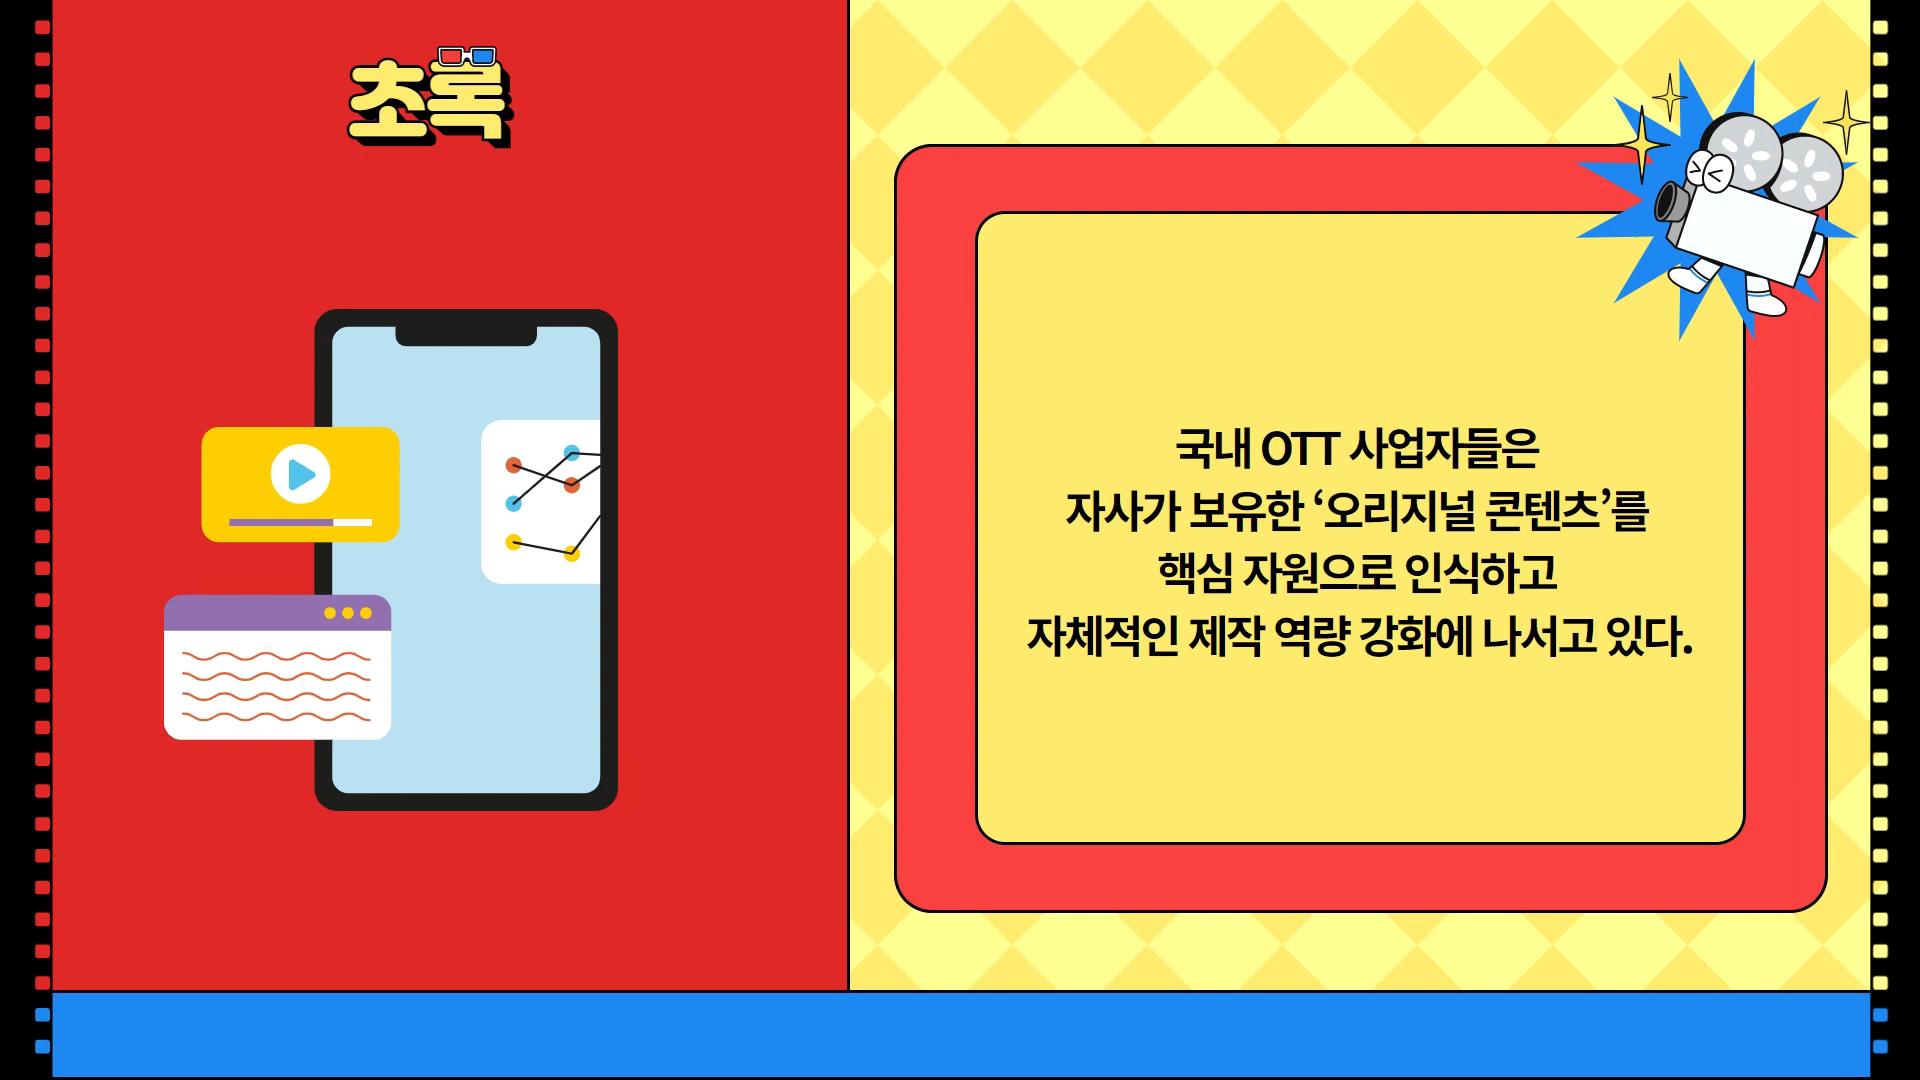 초록
국내 OTT 사업자들은
자사가 보유한 ‘오리지널 콘텐츠’를
핵심 자원으로 인식하고
자체적인 제작 역량 강화에 나서고 있다.